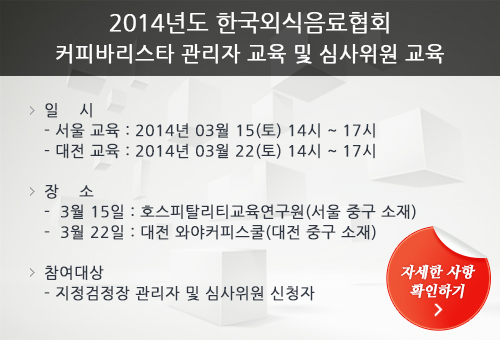 2014년도 한국외식음료협회
커피바리스타 관리자 교육 및 심사위원 교육
일 시
- 서울 교육 : 2014년 03월 15(토) 14시 ~ 17시
- 대전 교육 : 2014년 03월 22(토) 14시 ~ 17시
장 소
- 3월 15일 : 호스피탈리티교육연구원(서울 중구 소재)
- 3월 22일 : 대전 와야커피스쿨(대전 중구 소재)
참여대상
- 지정검정장 관리자 및 심사위원 신청자
자세한 사항
확인하기